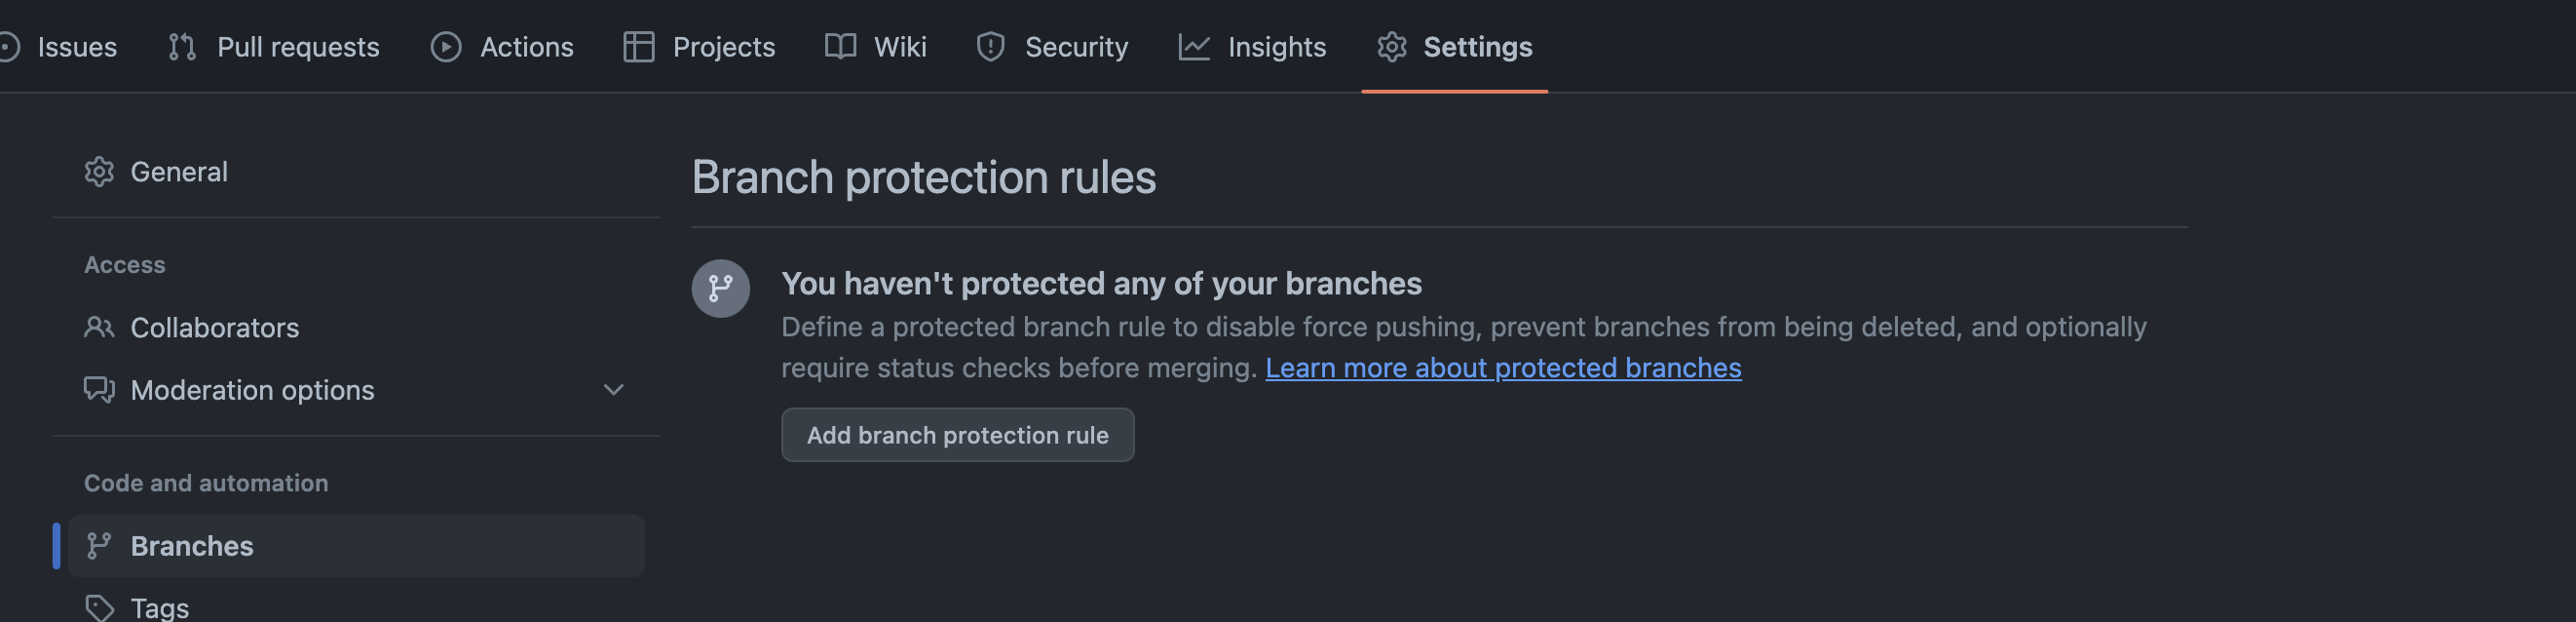 Issues Pull requests Actions Projects Wiki Security Insights Settings
General
Access
Collaborators
Moderation options
Code and automation
Branches
Tags
Branch protection rules
You haven't protected any of your branches
Define a protected branch rule to disable force pushing, prevent branches from being deleted, and optionally
require status checks before merging. Learn more about protected branches
Add branch protection rule